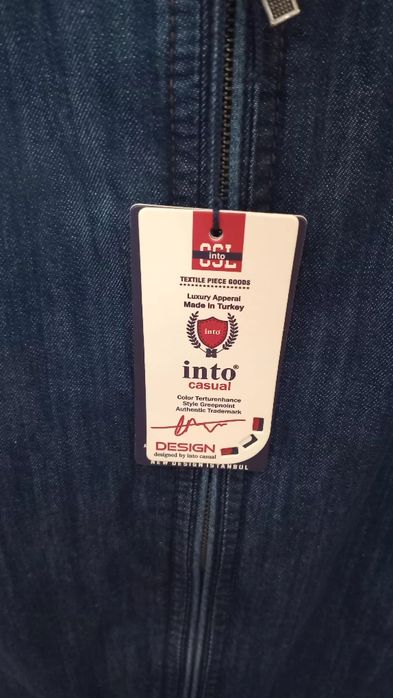 CSL
into
TEXTILE PIECE GOODS
Luxury Apperal
Made in Turkey
into
into®
casual
Color Terturenhance
Style Greepnoint
Authentic Trademark
DESIGN
designed by into casual
NEW DESIGN ISTANBUL